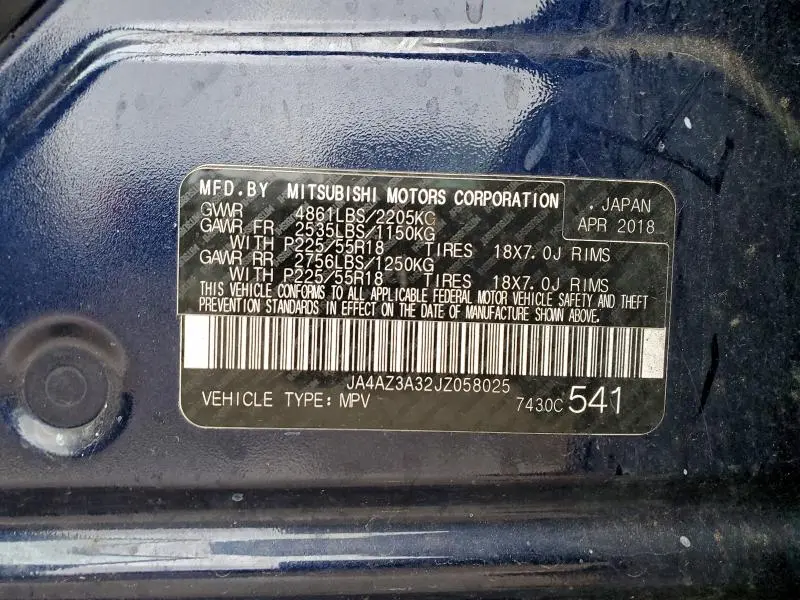 MFD.BY MITSUBISHI MOTORS CORPORATION , JAPAN
GVWR 4861LBS/2205KG APR 2018
GAWR FR 2535LBS/1150KG
WITH P225/55R18 TIRES 18X7.0J RIMS
GAWR RR 2756LBS/1250KG
WITH P225/55R18 TIRES 18X7.0J RIMS
THIS VEHICLE CONFORMS TO ALL APPLICABLE FEDERAL MOTOR VEHICLE SAFETY AND THEFT
PREVENTION STANDARDS IN EFFECT ON THE DATE OF MANUFACTURE SHOWN ABOVE.
JA4AZ3A32JZ058025
VEHICLE TYPE: MPV 7430C 541